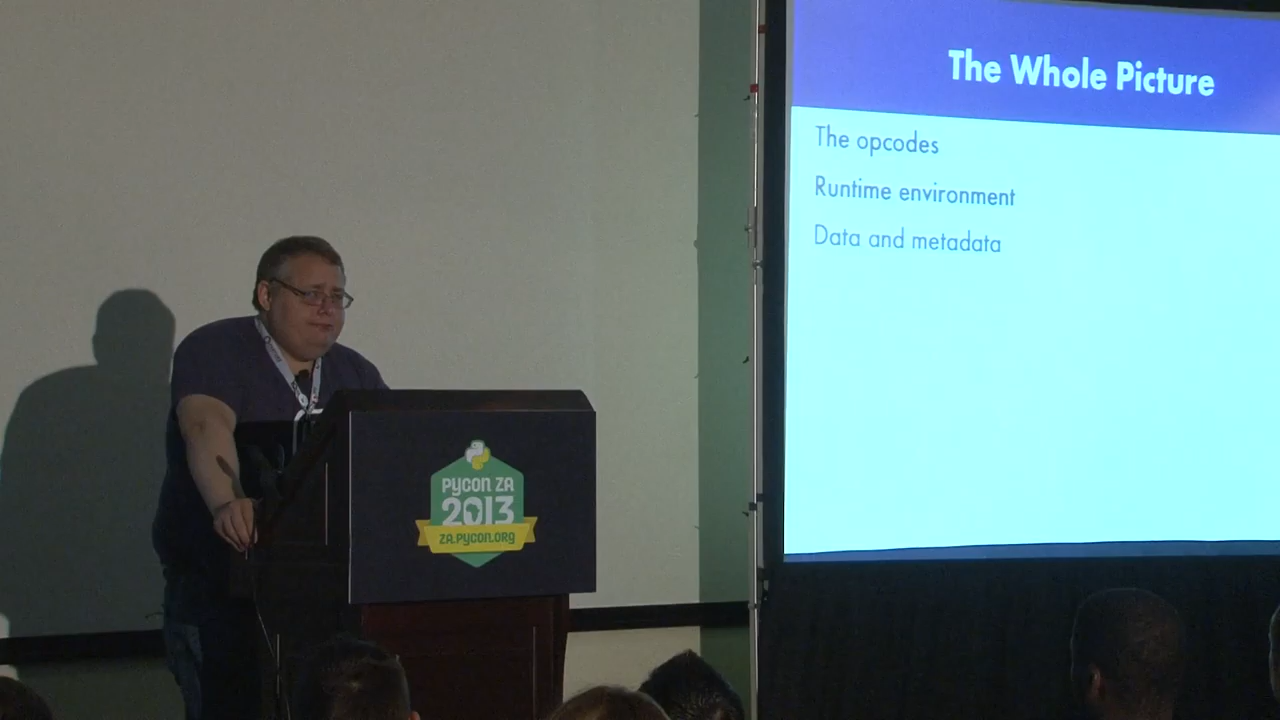 The Whole Picture
The opcodes
Runtime environment
Data and metadata
PYCON ZA
2013
ZA.PYCON.ORG